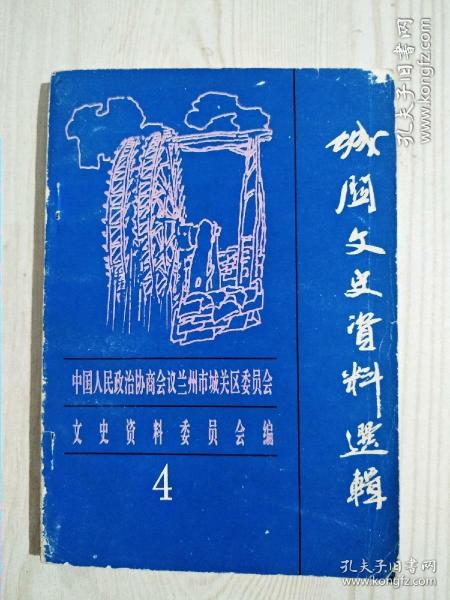 城関文史資料選輯
中国人民政治协商会议兰州市城关区委员会
文史资料委员会编
4
孔夫子旧书网
www.kongfz.com
孔夫子旧书网
www.kongfz.com